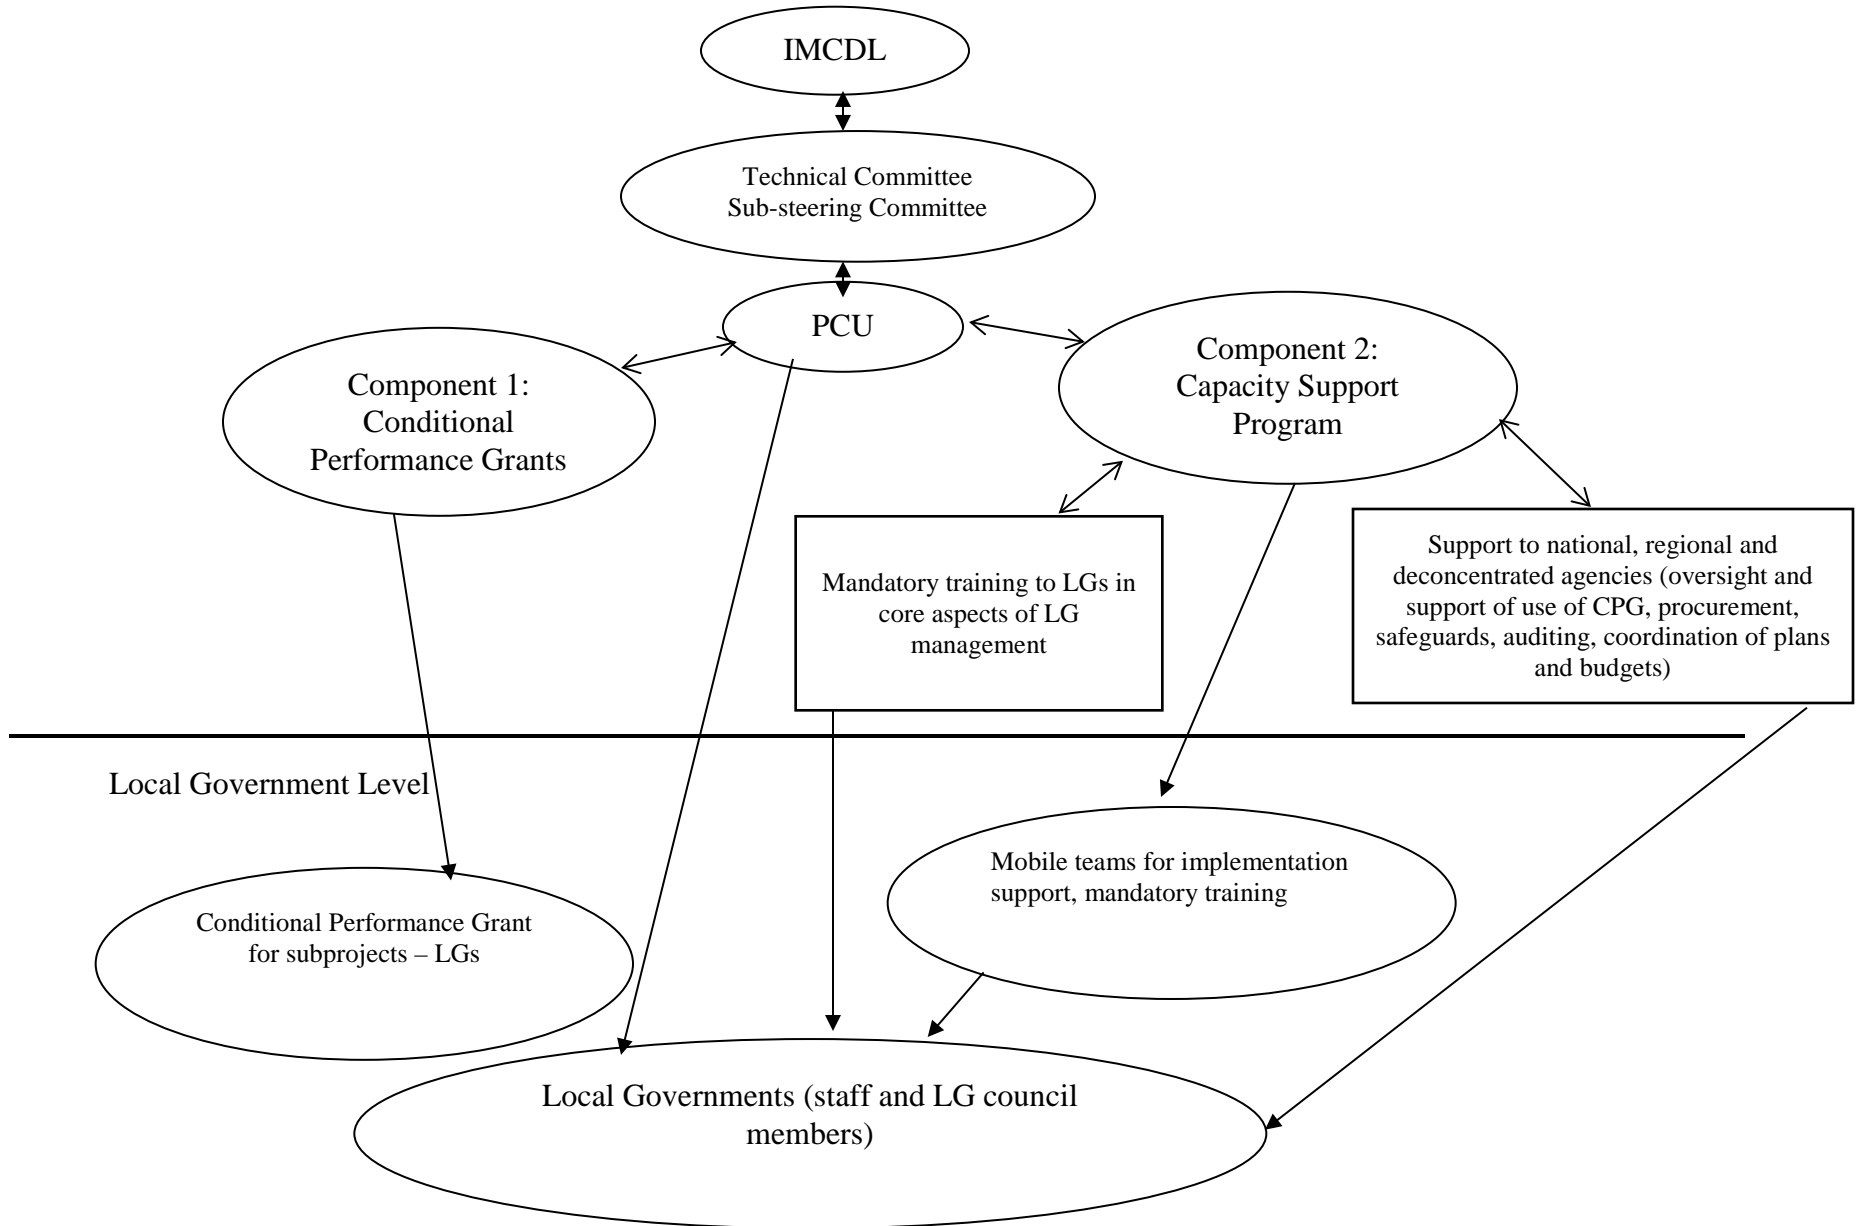 IMCDL
Technical Committee
Sub-steering Committee
PCU
Component 1:
Conditional
Performance Grants
Component 2:
Capacity Support
Program
Mandatory training to LGs in
core aspects of LG
management
Support to national, regional and
deconcentrated agencies (oversight and
support of use of CPG, procurement,
safeguards, auditing, coordination of plans
and budgets)
Local Government Level
Mobile teams for implementation
support, mandatory training
Conditional Performance Grant
for subprojects – LGs
Local Governments (staff and LG council
members)